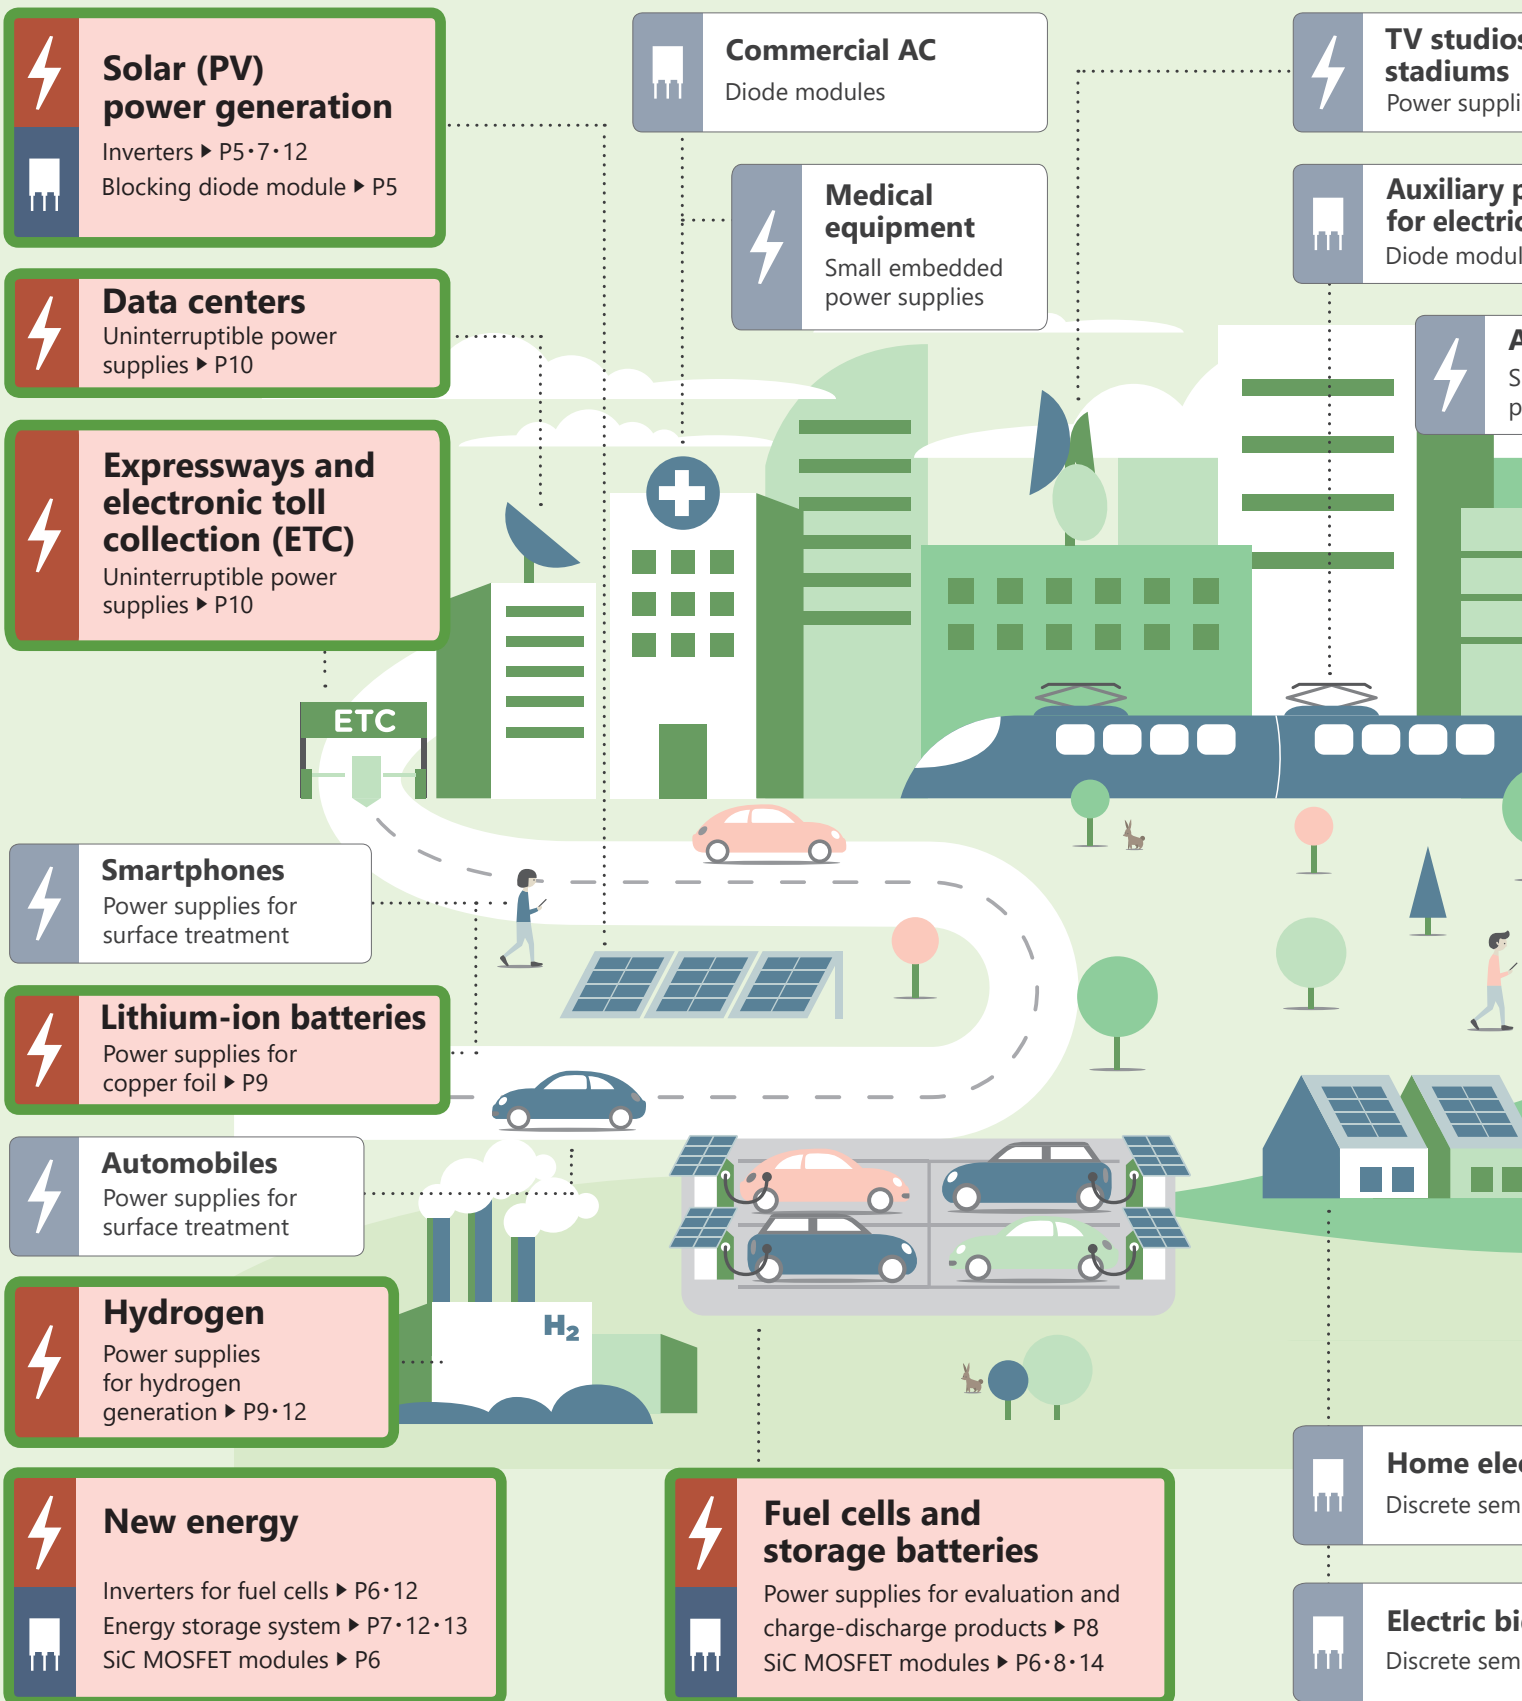 Solar (PV)
power generation
Inverters ▶ P5・7・12
Blocking diode module ▶ P5
Commercial AC
Diode modules
TV studios
stadiums
Power
Medical
equipment
Small embedded
power supplies
Auxiliary
for
Diode
Data centers
Uninterruptible power
supplies ▶ P10
Expressways and
electronic toll
collection (ETC)
Uninterruptible power
supplies ▶ P10
ETC
Smartphones
Power supplies for
surface treatment
Lithium-ion batteries
Power supplies for
copper foil ▶ P9
Automobiles
Power supplies for
surface treatment
Hydrogen
Power supplies
for hydrogen
generation ▶ P9・12
H2
New energy
Inverters for fuel cells ▶ P6・12
Energy storage system ▶ P7・12・13
SiC MOSFET modules ▶ P6
Fuel cells and
storage batteries
Power supplies for evaluation and
charge-discharge products ▶ P8
SiC MOSFET modules ▶ P6・8・14
Home
Discrete
Electric
Discrete